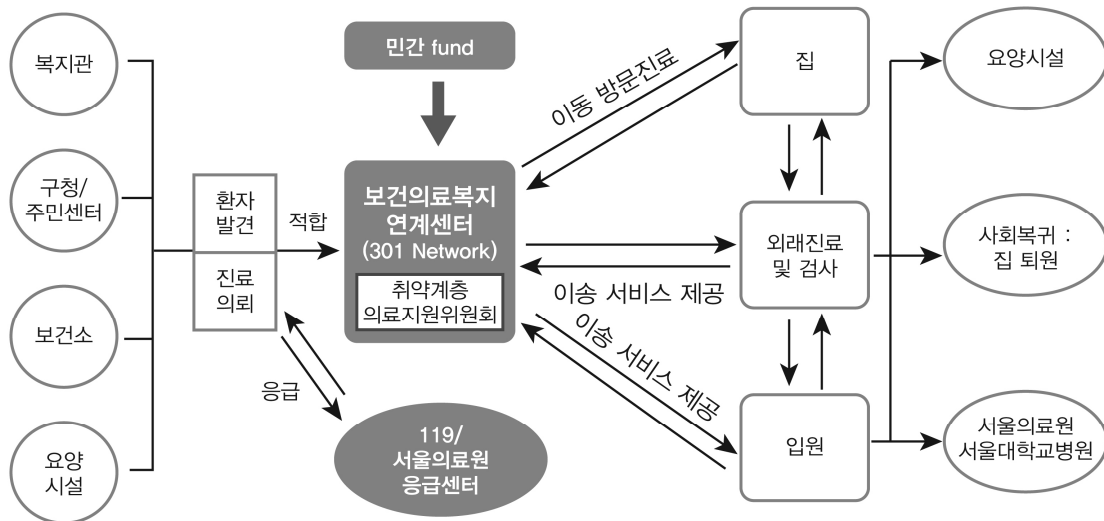 복지관
구청/
주민센터
보건소
요양
시설
환자
발견
진료
의뢰
적합
응급
민간 fund
보건의료복지
연계센터
(301 Network)
취약계층
의료지원위원회
119/
서울의료원
응급센터
이동 방문진료
이송 서비스 제공
이송 서비스 제공
집
외래진료
및 검사
입원
요양시설
사회복귀 :
집 퇴원
서울의료원
서울대학교병원